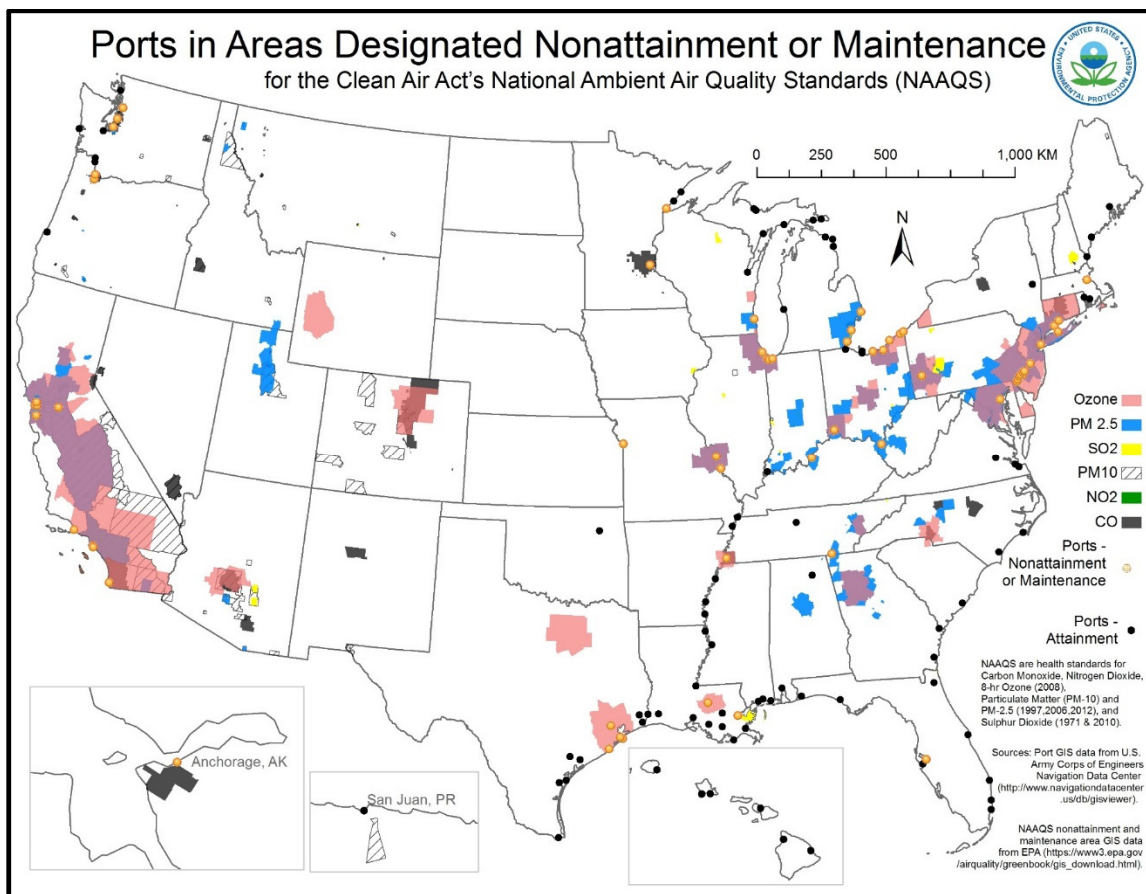 Ports in Areas Designated Nonattainment or Maintenance
for the Clean Air Act's National Ambient Air Quality Standards (NAAQS)
UNITED STATES
ENVIRONMENTAL PROTECTION AGENCY
0 250 500 1,000 KM
N
Ozone
PM 2.5
SO2
PM10
NO2
CO
Ports -
Nonattainment
or Maintenance
Ports -
Attainment
NAAQS are health standards for
Carbon Monoxide, Nitrogen Dioxide,
8-hr Ozone (2008),
Particulate Matter (PM-10) and
PM-2.5 (1997,2006,2012), and
Sulphur Dioxide (1971 & 2010).
Sources: Port GIS data from U.S.
Army Corps of Engineers
Navigation Data Center
(http://www.navigationdatacenter
.us/db/gisviewer).
NAAQS nonattainment and
maintenance area GIS data
from EPA (https://www3.epa.gov
/airquality/greenbook/gis_download.html).
Anchorage, AK
San Juan, PR